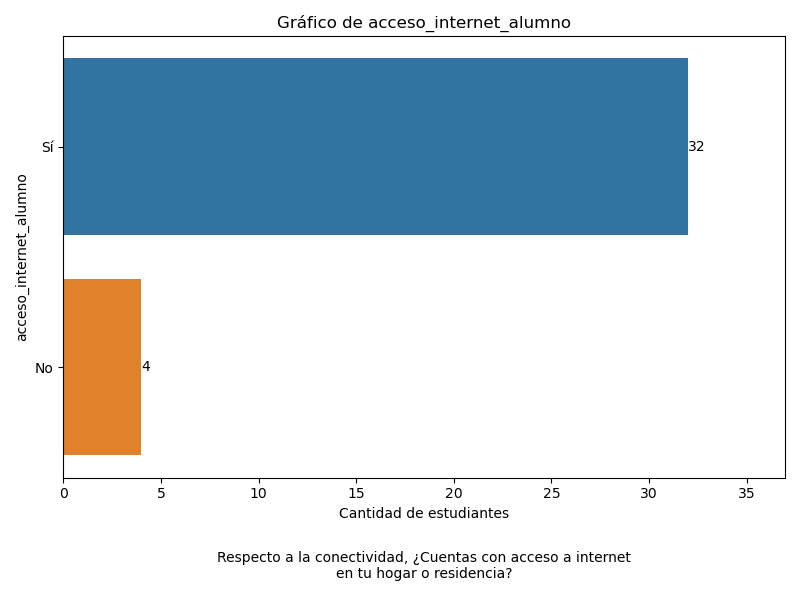 Gráfico de acceso_internet_alumno
acceso_internet_alumno
Sí
32
No
4
0 5 10 15 20 25 30 35
Cantidad de estudiantes
Respecto a la conectividad, ¿Cuentas con acceso a internet
en tu hogar o residencia?